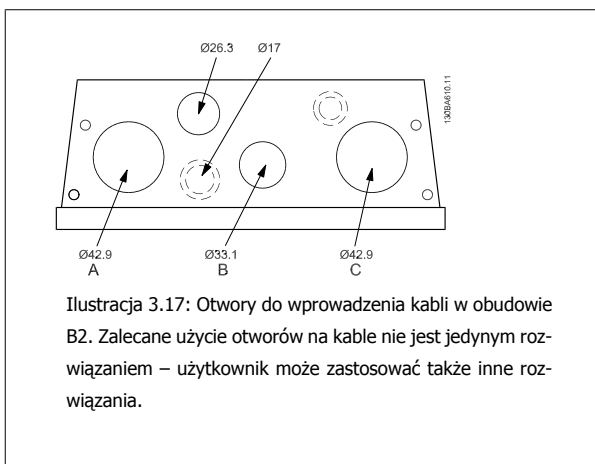 Ø26.3 Ø17
130BA610.11
Ø42.9 Ø33.1 Ø42.9
A B C
Ilustracja 3.17: Otwory do wprowadzenia kabli w obudowie
B2. Zalecane użycie otworów na kable nie jest jedynym roz-
wiązaniem – użytkownik może zastosować także inne roz-
wiązania.